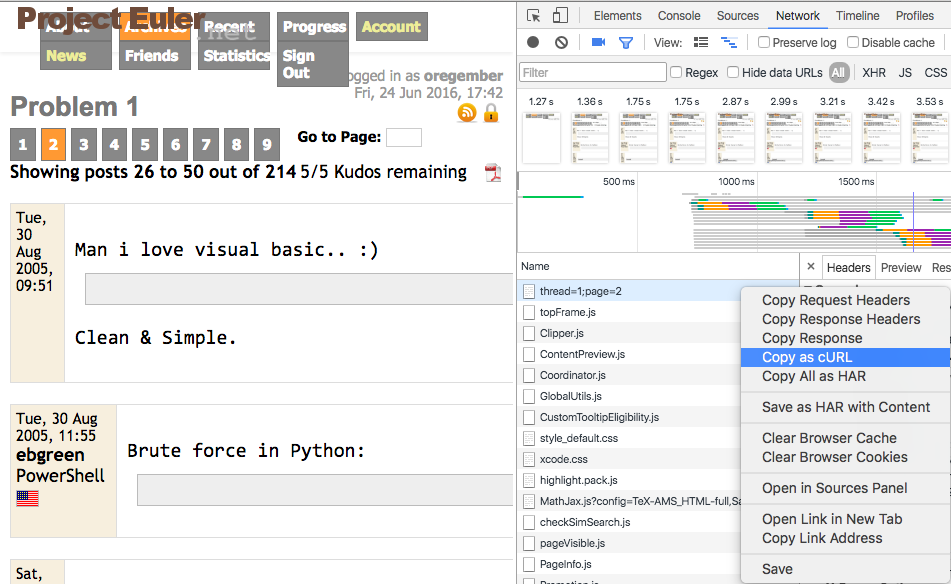 Project Euler
.net
About
Archives
Recent
Progress
Account
News
Friends
Statistics
Sign
Out
ogged in as oregember
Fri, 24 Jun 2016, 17:42
Problem 1
1 2 3 4 5 6 7 8 9 Go to Page:
Showing posts 26 to 50 out of 214 5/5 Kudos remaining
Tue,
30
Aug
2005,
09:51
Man i love visual basic.. :)
Clean & Simple.
Tue, 30 Aug
2005, 11:55
ebgreen
PowerShell
Brute force in Python:
Sat,
Elements Console Sources Network Timeline Profiles
View: Preserve log Disable cache
Filter Regex Hide data URLs All XHR JS CSS
1.27 s 1.36 s 1.75 s 1.75 s 2.87 s 2.99 s 3.21 s 3.42 s 3.53 s
500 ms 1000 ms 1500 ms
Name × Headers Preview Res
thread=1;page=2
topFrame.js
Clipper.js
ContentPreview.js
Coordinator.js
GlobalUtils.js
CustomTooltipEligibility.js
style_default.css
xcode.css
highlight.pack.js
MathJax.js?config=TeX-AMS_HTML-full,Sa
checkSimSearch.js
pageVisible.js
PageInfo.js
Copy Request Headers
Copy Response Headers
Copy Response
Copy as cURL
Copy All as HAR
Save as HAR with Content
Clear Browser Cache
Clear Browser Cookies
Open in Sources Panel
Open Link in New Tab
Copy Link Address
Save